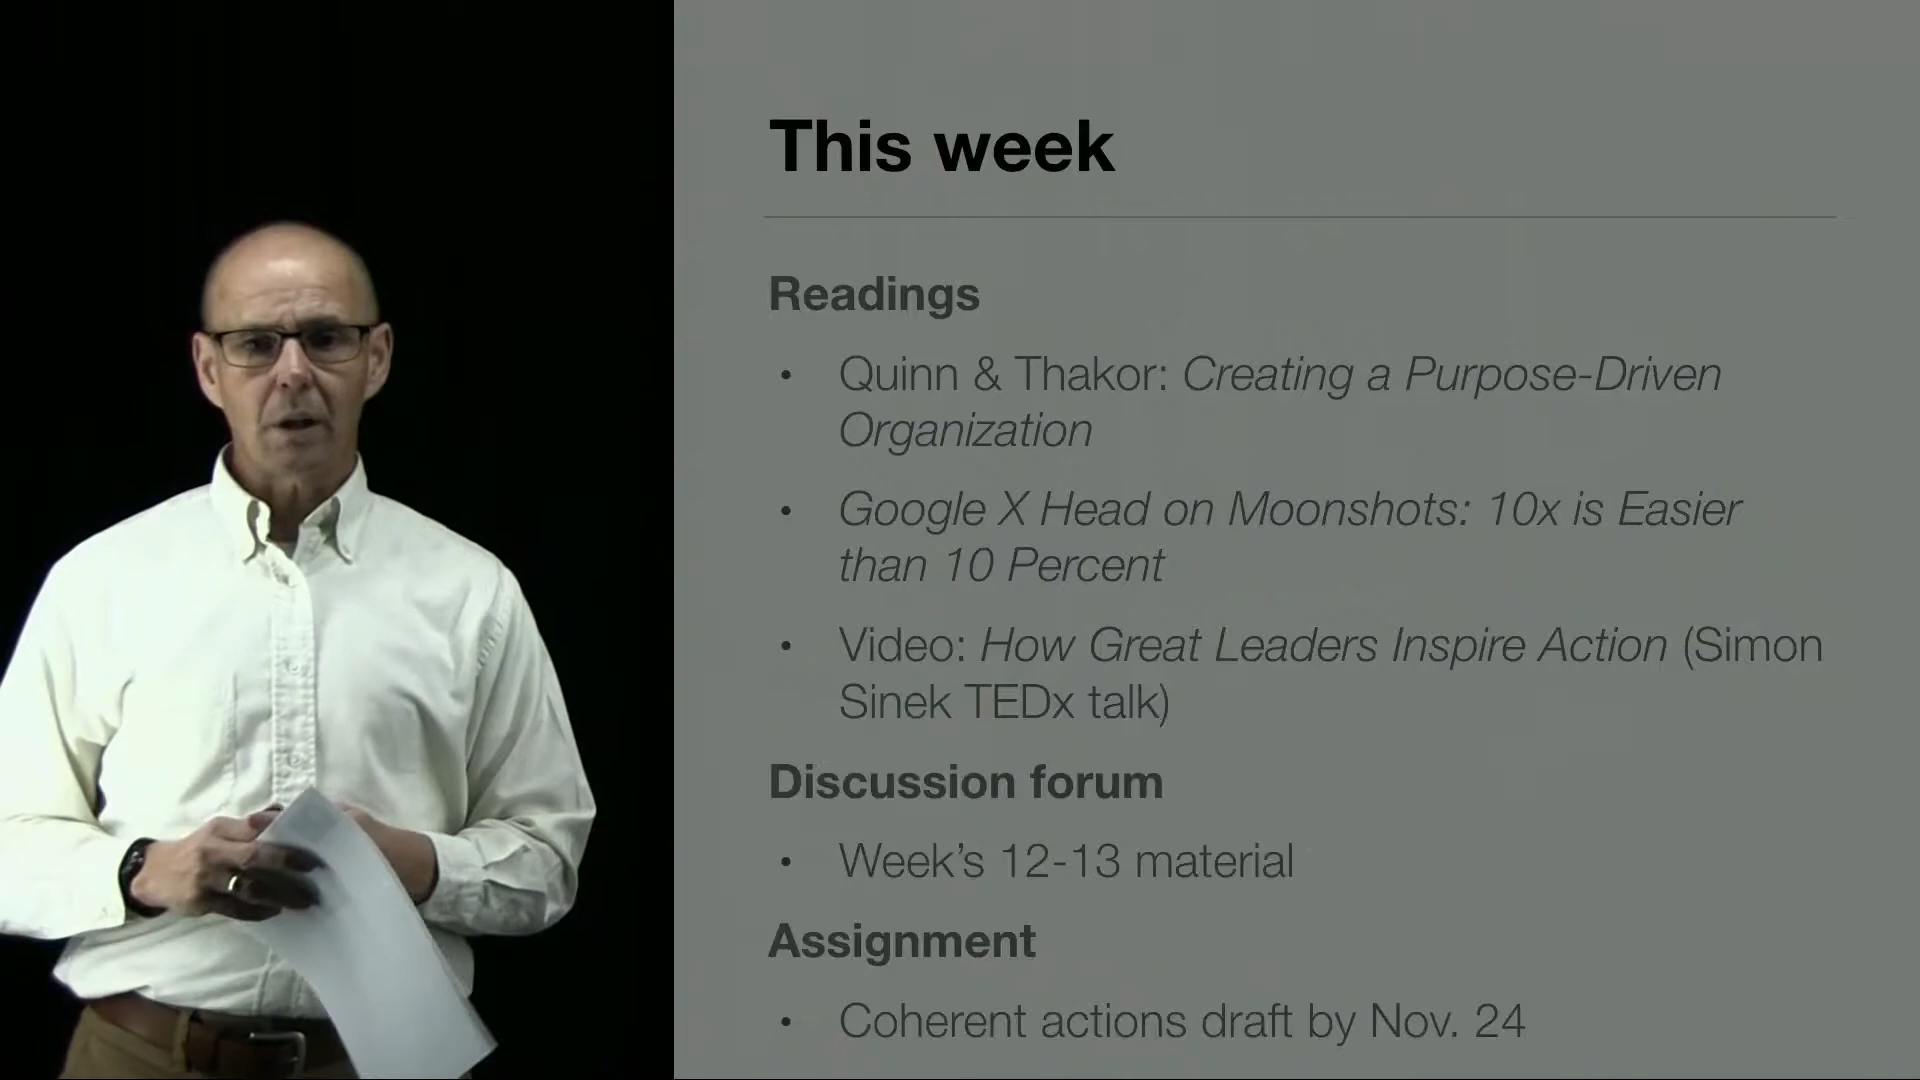 This week
Readings
• Quinn & Thakor: Creating a Purpose-Driven
Organization
• Google X Head on Moonshots: 10x is Easier
than 10 Percent
• Video: How Great Leaders Inspire Action (Simon
Sinek TEDx talk)
Discussion forum
• Week’s 12-13 material
Assignment
• Coherent actions draft by Nov. 24